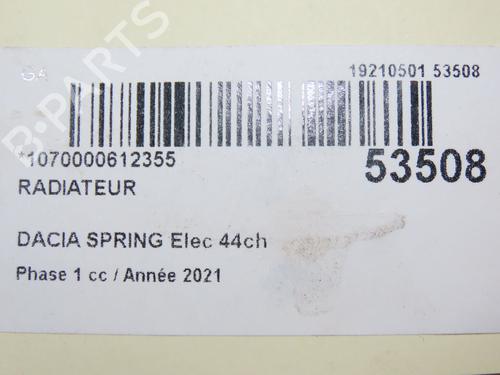 GA 19210501 53508
*1070000612355 53508
RADIATEUR
DACIA SPRING Elec 44ch
Phase 1 cc / Année 2021
B-PARTS